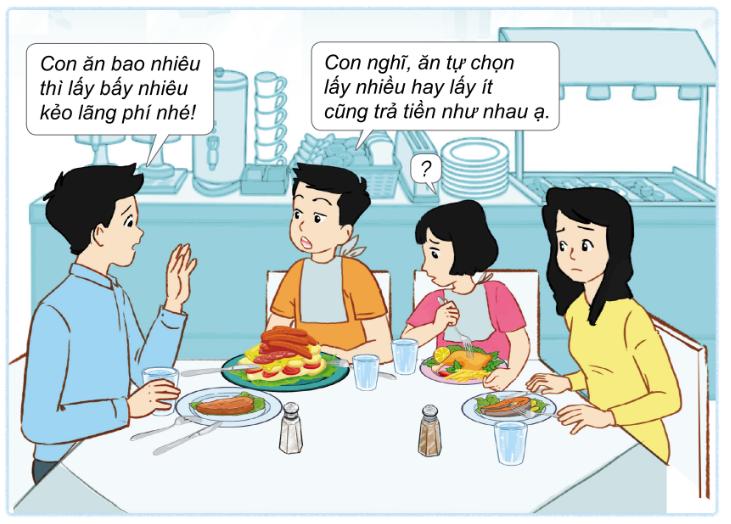 Con ăn bao nhiêu
thì lấy bấy nhiêu
kẻo lãng phí nhé!
Con nghĩ, ăn tự chọn
lấy nhiều hay lấy ít
cũng trả tiền như nhau ạ.
?